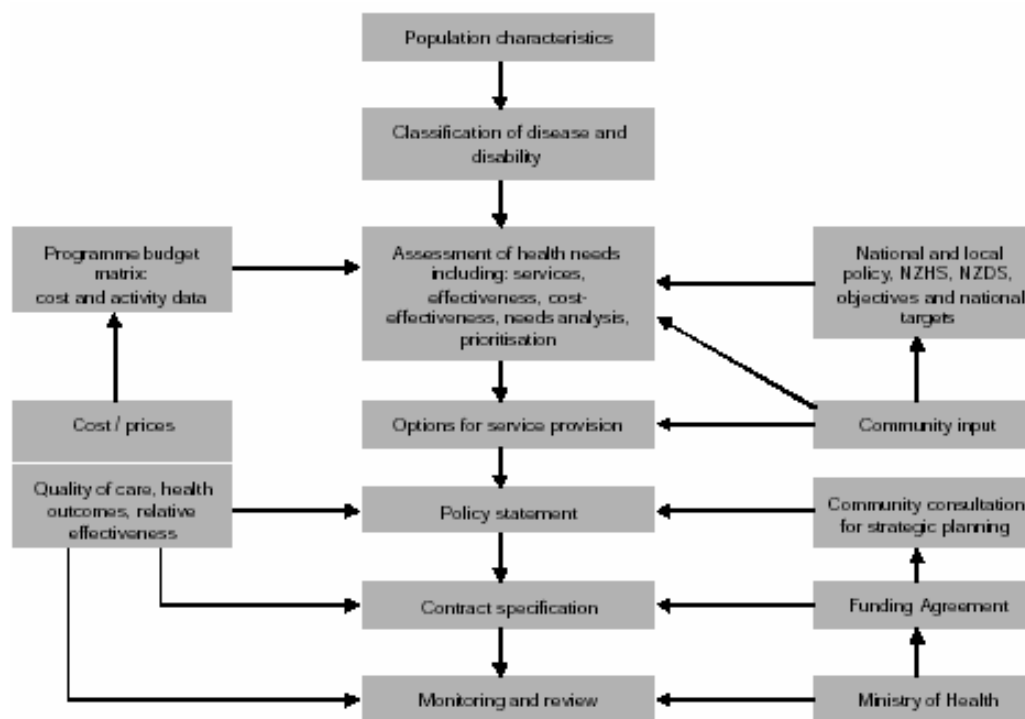 Population characteristics
Classification of disease and
disability
Programme budget
matrix:
cost and activity data
Assessment of health needs
including: services,
effectiveness, cost-
effectiveness, needs analysis,
prioritisation
National and local
policy, NZHS, NZDS,
objectives and national
targets
Cost / prices
Options for service provision
Community input
Quality of care, health
outcomes, relative
effectiveness
Policy statement
Community consultation
for strategic planning
Contract specification
Funding Agreement
Monitoring and review
Ministry of Health